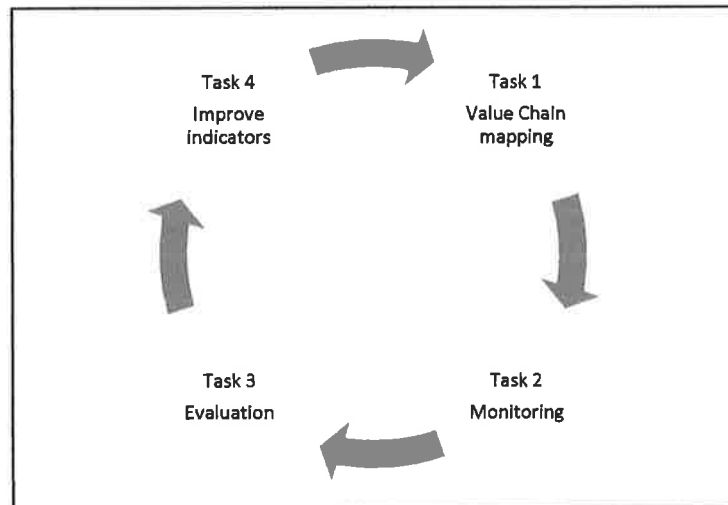 Task 4
Improve
indicators
Task 1
Value Chain
mapping
Task 3
Evaluation
Task 2
Monitoring